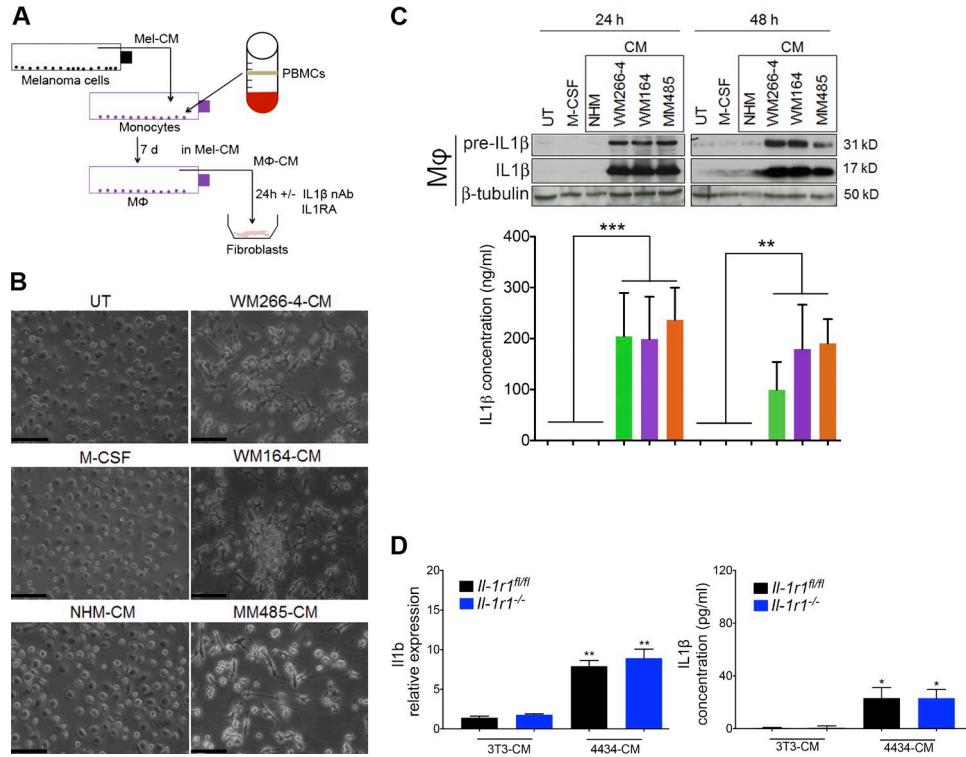 A
Mel-CM
Melanoma cells
PBMCs
Monocytes
7 d
in Mel-CM
MΦ-CM
MΦ
24h +/-
IL1β nAb
IL1RA
Fibroblasts
B
UT
WM266-4-CM
M-CSF
WM164-CM
NHM-CM
MM485-CM
C
24 h
48 h
CM
CM
UT
M-CSF
NHM
WM266-4
WM164
MM485
UT
M-CSF
NHM
WM266-4
WM164
MM485
Mφ
pre-IL1β
31 kD
IL1β
17 kD
β-tubulin
50 kD
IL1β concentration (ng/ml)
400
300
200
100
0
***
**
D
Il1b
relative expression
20
15
10
5
0
Il-1r1fl/fl
Il-1r1-/-
**
**
3T3-CM
4434-CM
IL1β
concentration (pg/ml)
120
80
40
0
Il-1r1fl/fl
Il-1r1-/-
*
*
3T3-CM
4434-CM